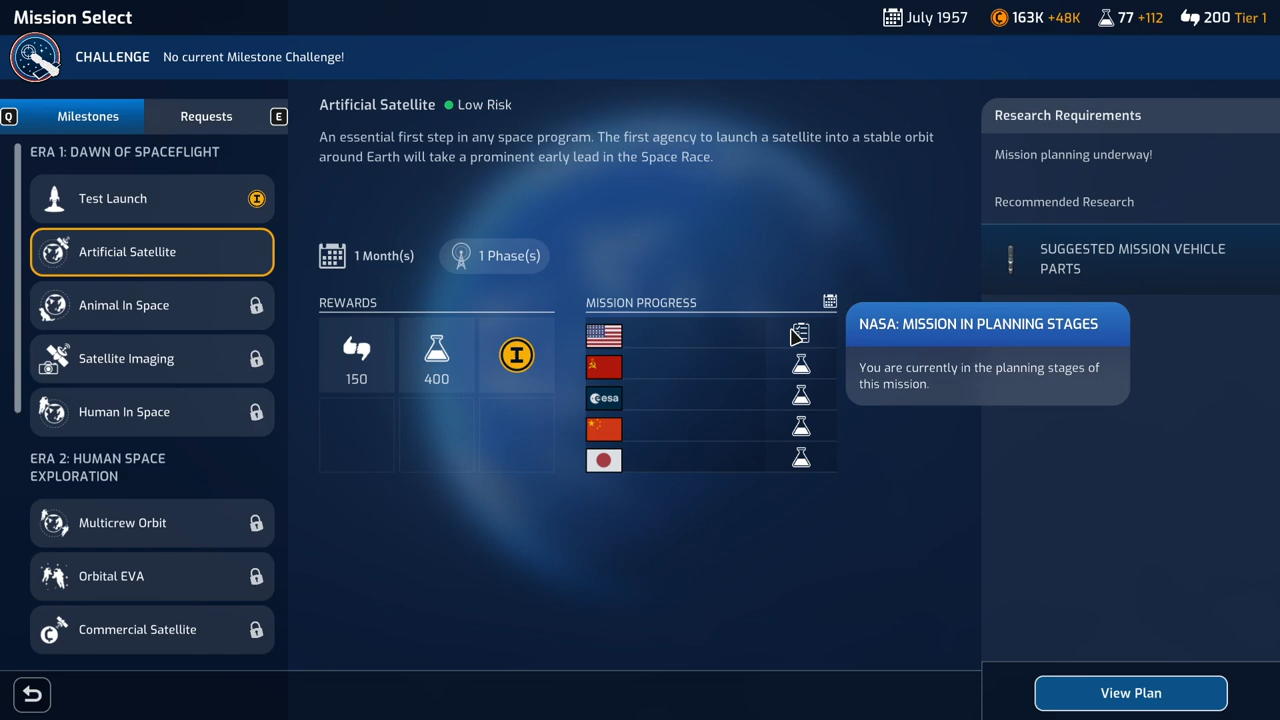 Mission Select
July 1957
163K +48K
77 +112
200 Tier 1
CHALLENGE No current Milestone Challenge!
Q
Milestones
Requests
E
ERA 1: DAWN OF SPACEFLIGHT
Test Launch
I
Artificial Satellite
Animal In Space
Satellite Imaging
Human In Space
ERA 2: HUMAN SPACE
EXPLORATION
Multicrew Orbit
Orbital EVA
Commercial Satellite
Artificial Satellite Low Risk
An essential first step in any space program. The first agency to launch a satellite into a stable orbit
around Earth will take a prominent early lead in the Space Race.
1 Month(s)
1 Phase(s)
REWARDS
150
400
I
MISSION PROGRESS
esa
NASA: MISSION IN PLANNING STAGES
You are currently in the planning stages of
this mission.
Research Requirements
Mission planning underway!
Recommended Research
SUGGESTED MISSION VEHICLE
PARTS
View Plan